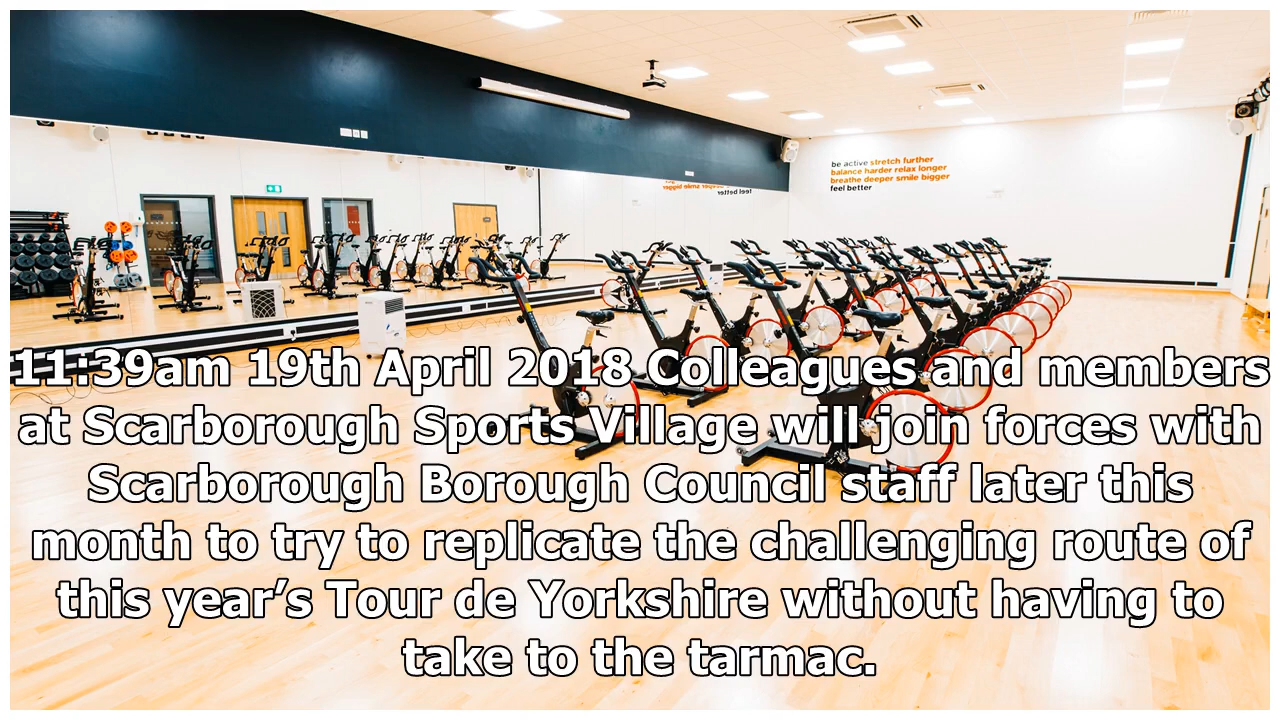 be active stretch further
balance harder relax longer
breathe deeper smile bigger
feel better
11:39am 19th April 2018 Colleagues and members
at Scarborough Sports Village will join forces with
Scarborough Borough Council staff later this
month to try to replicate the challenging route of
this year’s Tour de Yorkshire without having to
take to the tarmac.